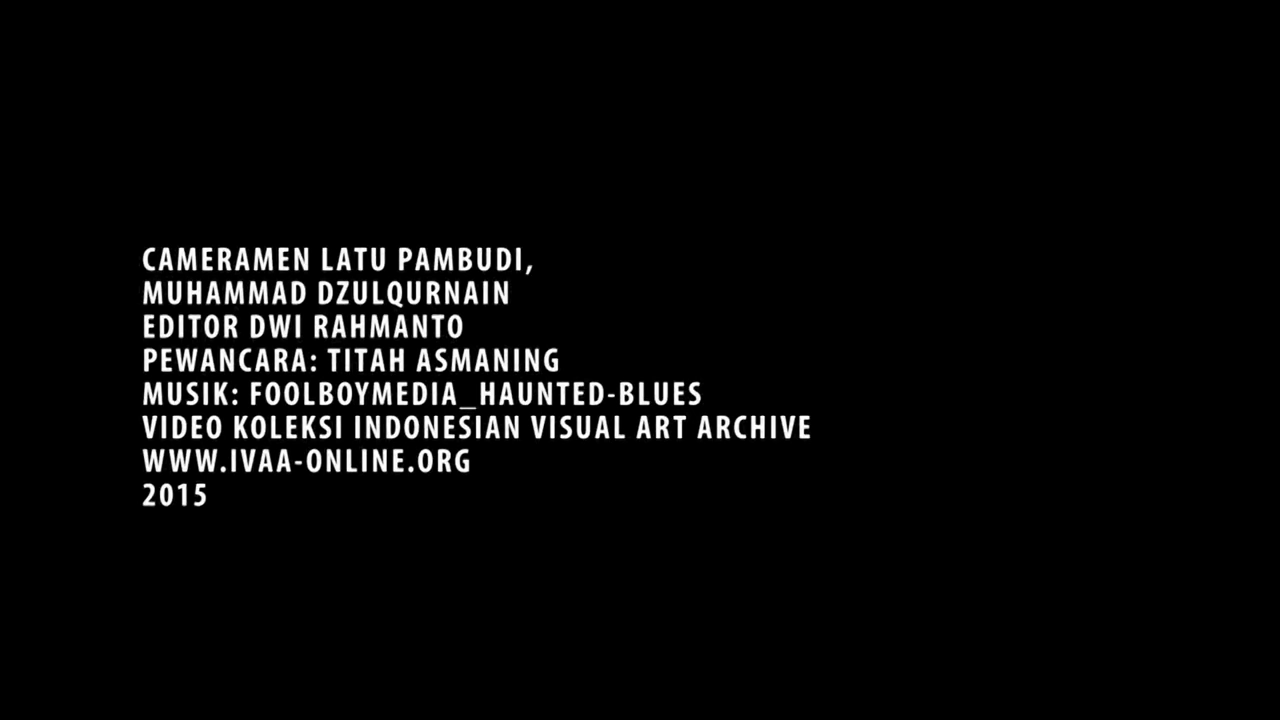 CAMERAMEN LATU PAMBUDI,
MUHAMMAD DZULQURNAIN
EDITOR DWI RAHMANTO
PEWANCARA: TITAH ASMANING
MUSIK: FOOLBOYMEDIA_HAUNTED-BLUES
VIDEO KOLEKSI INDONESIAN VISUAL ART ARCHIVE
WWW.IVAA-ONLINE.ORG
2015